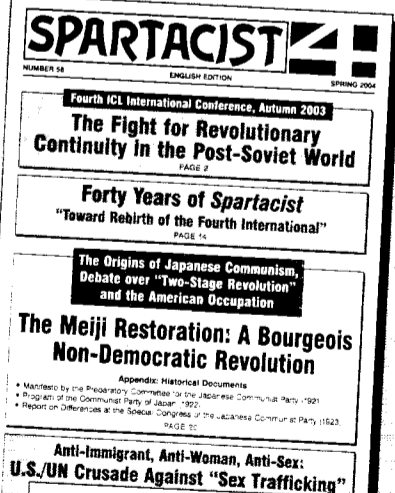 SPARTACIST
NUMBER 58
ENGLISH EDITION
SPRING 2004
Fourth ICL International Conference, Autumn 2003
The Fight for Revolutionary
Continuity in the Post-Soviet World
PAGE 2
Forty Years of Spartacist
"Toward Rebirth of the Fourth International"
PAGE 14
The Origins of Japanese Communism,
Debate over "Two-Stage Revolution"
and the American Occupation
The Meiji Restoration: A Bourgeois
Non-Democratic Revolution
Appendix: Historical Documents
• Manifesto by the Preparatory Committee for the Japanese Communist Party (1921)
• Program of the Communist Party of Japan (1922)
• Report on Differences at the Special Congress of the Japanese Communist Party (1923)
PAGE 20
Anti-Immigrant, Anti-Woman, Anti-Sex:
U.S./UN Crusade Against "Sex Trafficking"